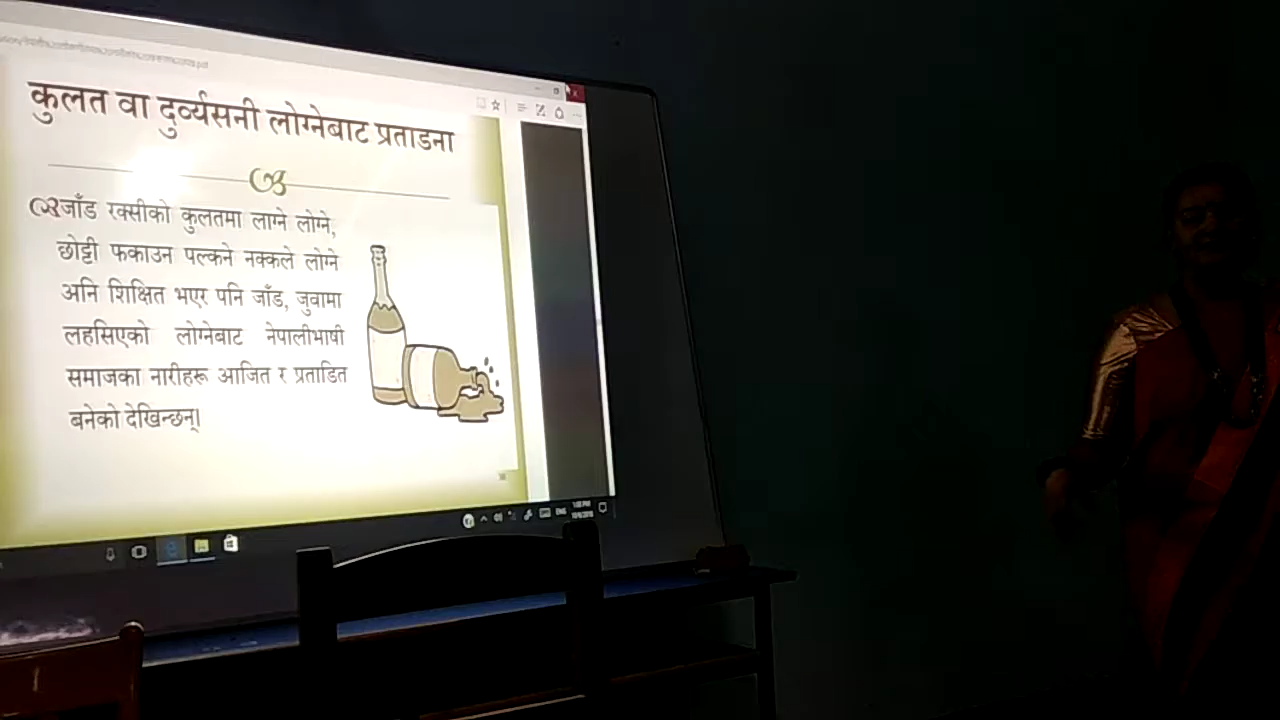 कुलत वा दुर्व्यसनी लोग्नेबाट प्रताडना
जाँड रक्सीको कुलतमा लाग्ने लोग्ने,
छोट्टी फकाउन पल्कने नक्कले लोग्ने
अनि शिक्षित भएर पनि जाँड, जुवामा
लहसिएको लोग्नेबाट नेपालीभाषी
समाजका नारीहरू आजित र प्रताडित
बनेको देखिन्छन्।
ENG